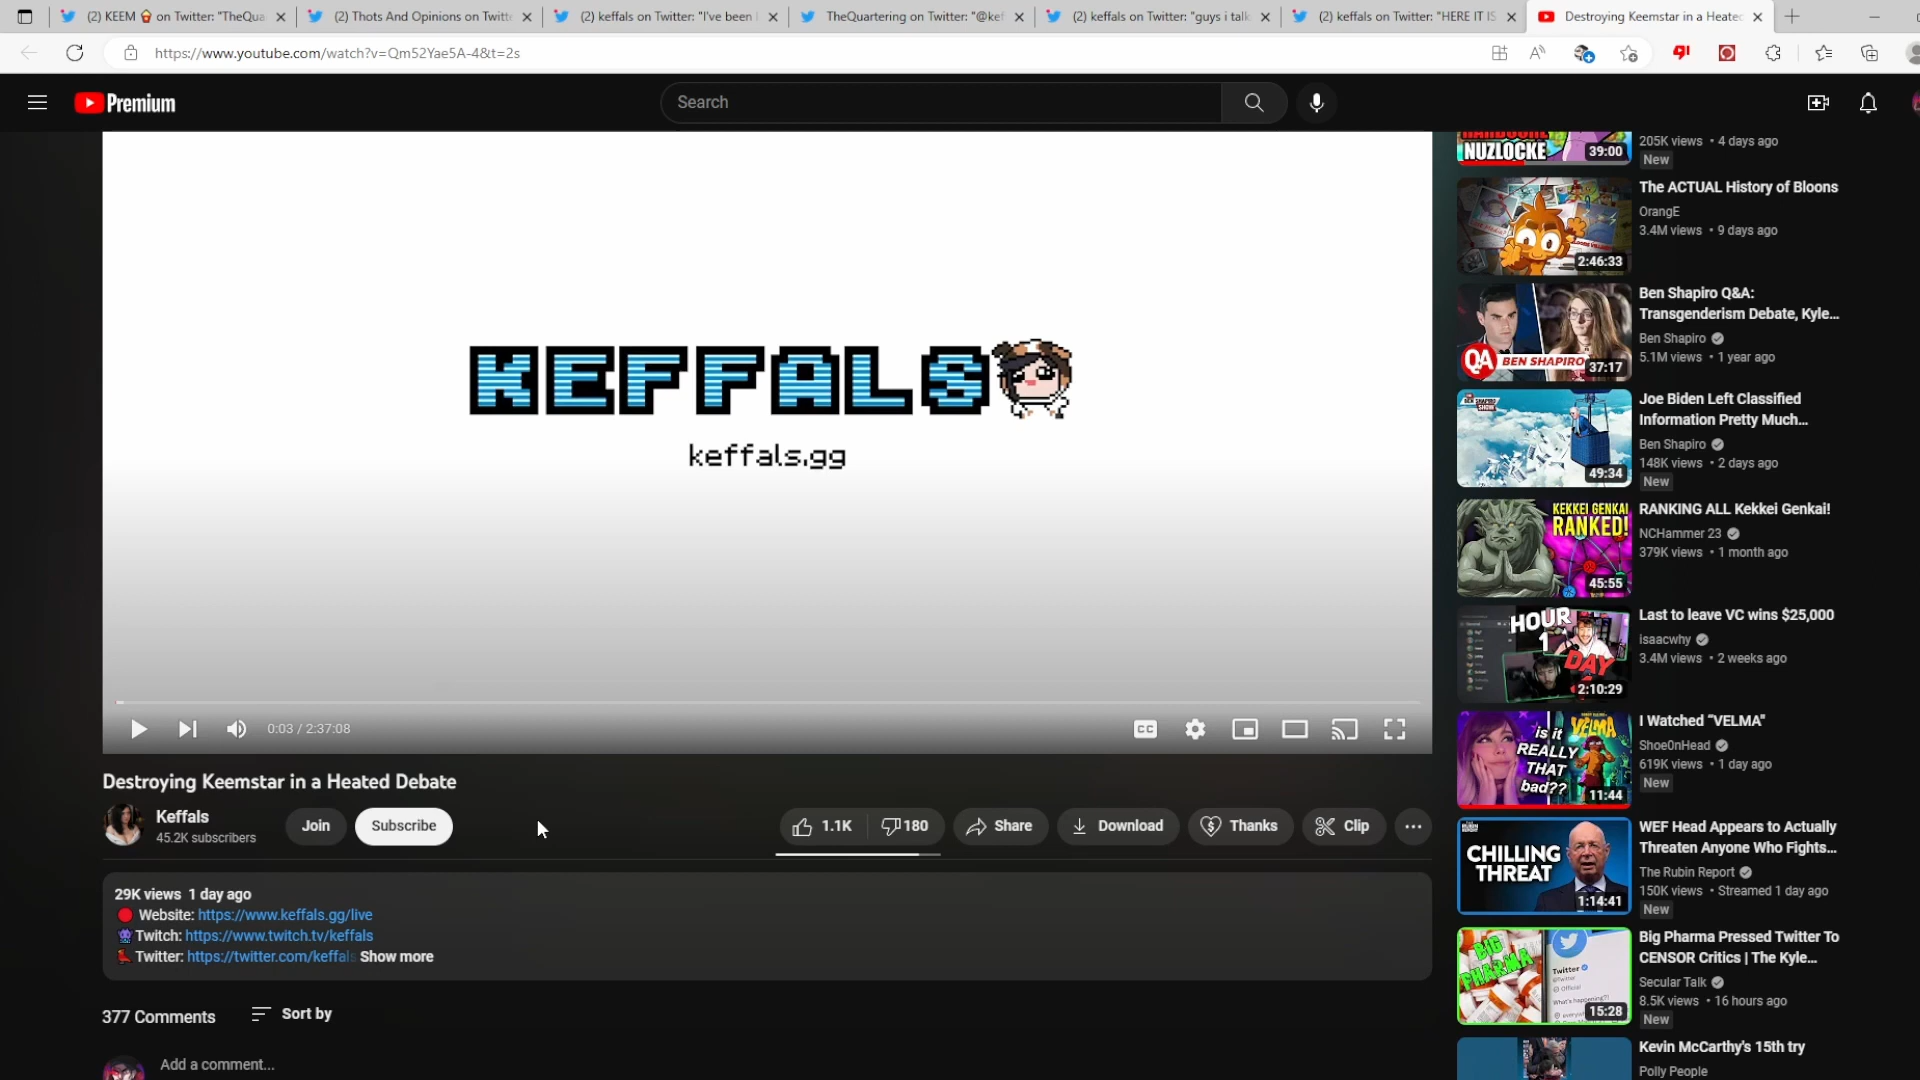 (2) KEEM on Twitter: "TheQua
(2) Thots And Opinions on Twitte
(2) keffals on Twitter: "I've been
TheQuartering on Twitter: "@kef
(2) keffals on Twitter: "guys i talk
(2) keffals on Twitter: "HERE IT IS
Destroying Keemstar in a Heated
https://www.youtube.com/watch?v=Qm52Yae5A-4&t=2s
Premium
Search
KEFFALS
keffals.gg
0:03 / 2:37:08
CC
Destroying Keemstar in a Heated Debate
Keffals
45.2K subscribers
Join
Subscribe
1.1K
180
Share
Download
Thanks
Clip
29K views 1 day ago
Website: https://www.keffals.gg/live
Twitch: https://www.twitch.tv/keffals
Twitter: https://twitter.com/keffals Show more
377 Comments
Sort by
Add a comment...
HARDCORE
NUZLOCKE
39:00
205K views • 4 days ago
New
2:46:33
The ACTUAL History of Bloons
OrangE
3.4M views • 9 days ago
QA BEN SHAPIRO
37:17
Ben Shapiro Q&A:
Transgenderism Debate, Kyle...
Ben Shapiro
5.1M views • 1 year ago
49:34
Joe Biden Left Classified
Information Pretty Much...
Ben Shapiro
148K views • 2 days ago
New
KEKKEI GENKAI
RANKED!
45:55
RANKING ALL Kekkei Genkai!
NCHammer 23
379K views • 1 month ago
HOUR
1
DAY
2:10:29
Last to leave VC wins $25,000
isaacwhy
3.4M views • 2 weeks ago
is it
REALLY
THAT
bad??
VELMA
11:44
I Watched "VELMA"
Shoe0nHead
619K views • 1 day ago
New
CHILLING
THREAT
1:14:41
WEF Head Appears to Actually
Threaten Anyone Who Fights...
The Rubin Report
150K views • Streamed 1 day ago
New
BIG
PHARMA
Twitter
@Twitter
Official
What's happening?!
15:28
Big Pharma Pressed Twitter To
CENSOR Critics | The Kyle...
Secular Talk
8.5K views • 16 hours ago
New
Kevin McCarthy's 15th try
Polly People